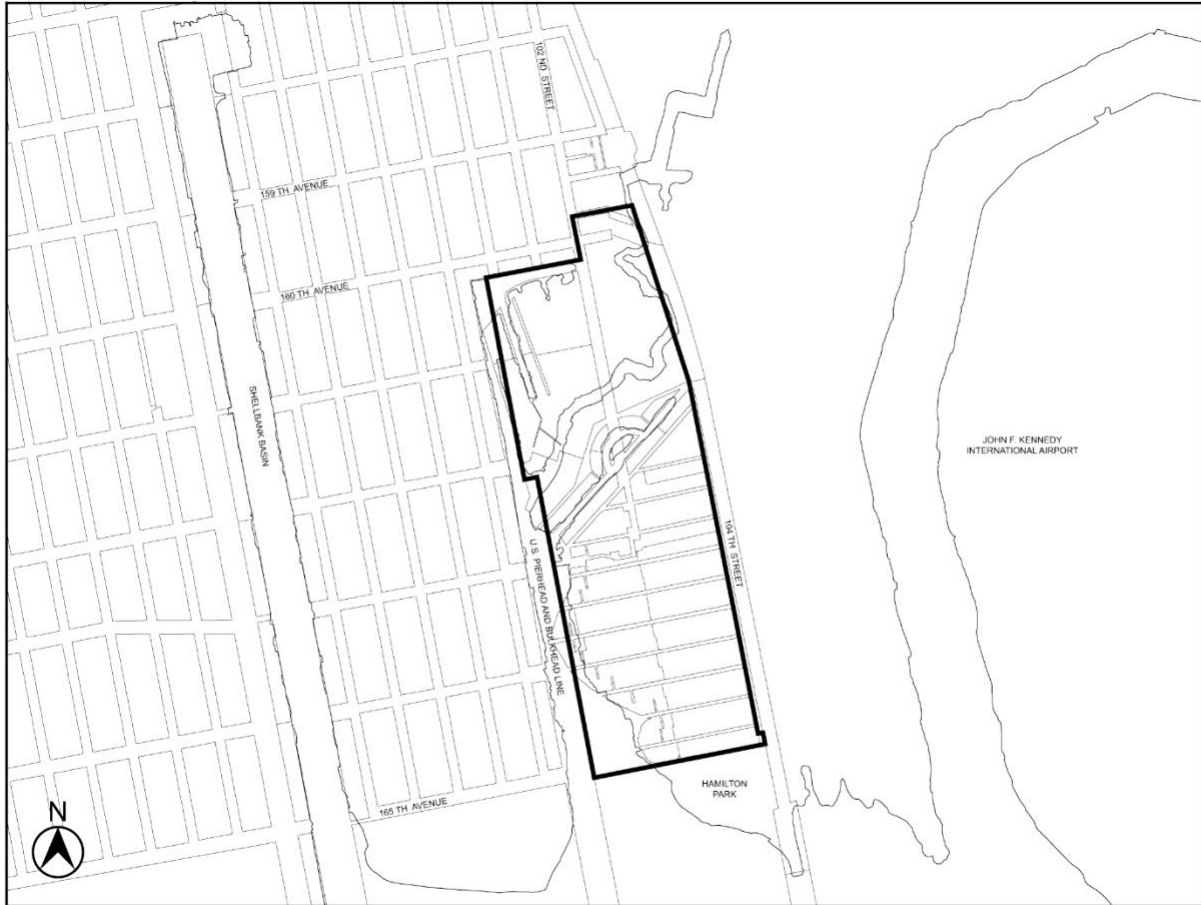 102 ND STREET
159 TH AVENUE
160 TH AVENUE
SHELLBANK BASIN
JOHN F. KENNEDY
INTERNATIONAL AIRPORT
104 TH STREET
U.S. PIERHEAD AND BULKHEAD LINE
HAMILTON
PARK
165 TH AVENUE
N